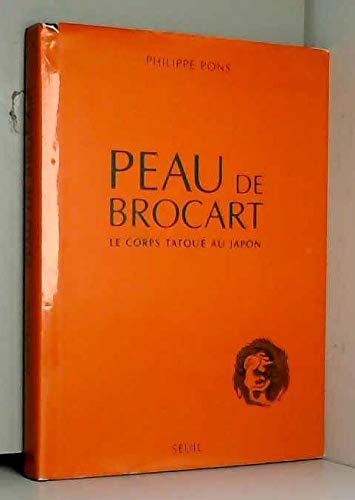 PHILIPPE PONS
PEAU DE
BROCART
LE CORPS TATOUÉ AU JAPON
SEUIL